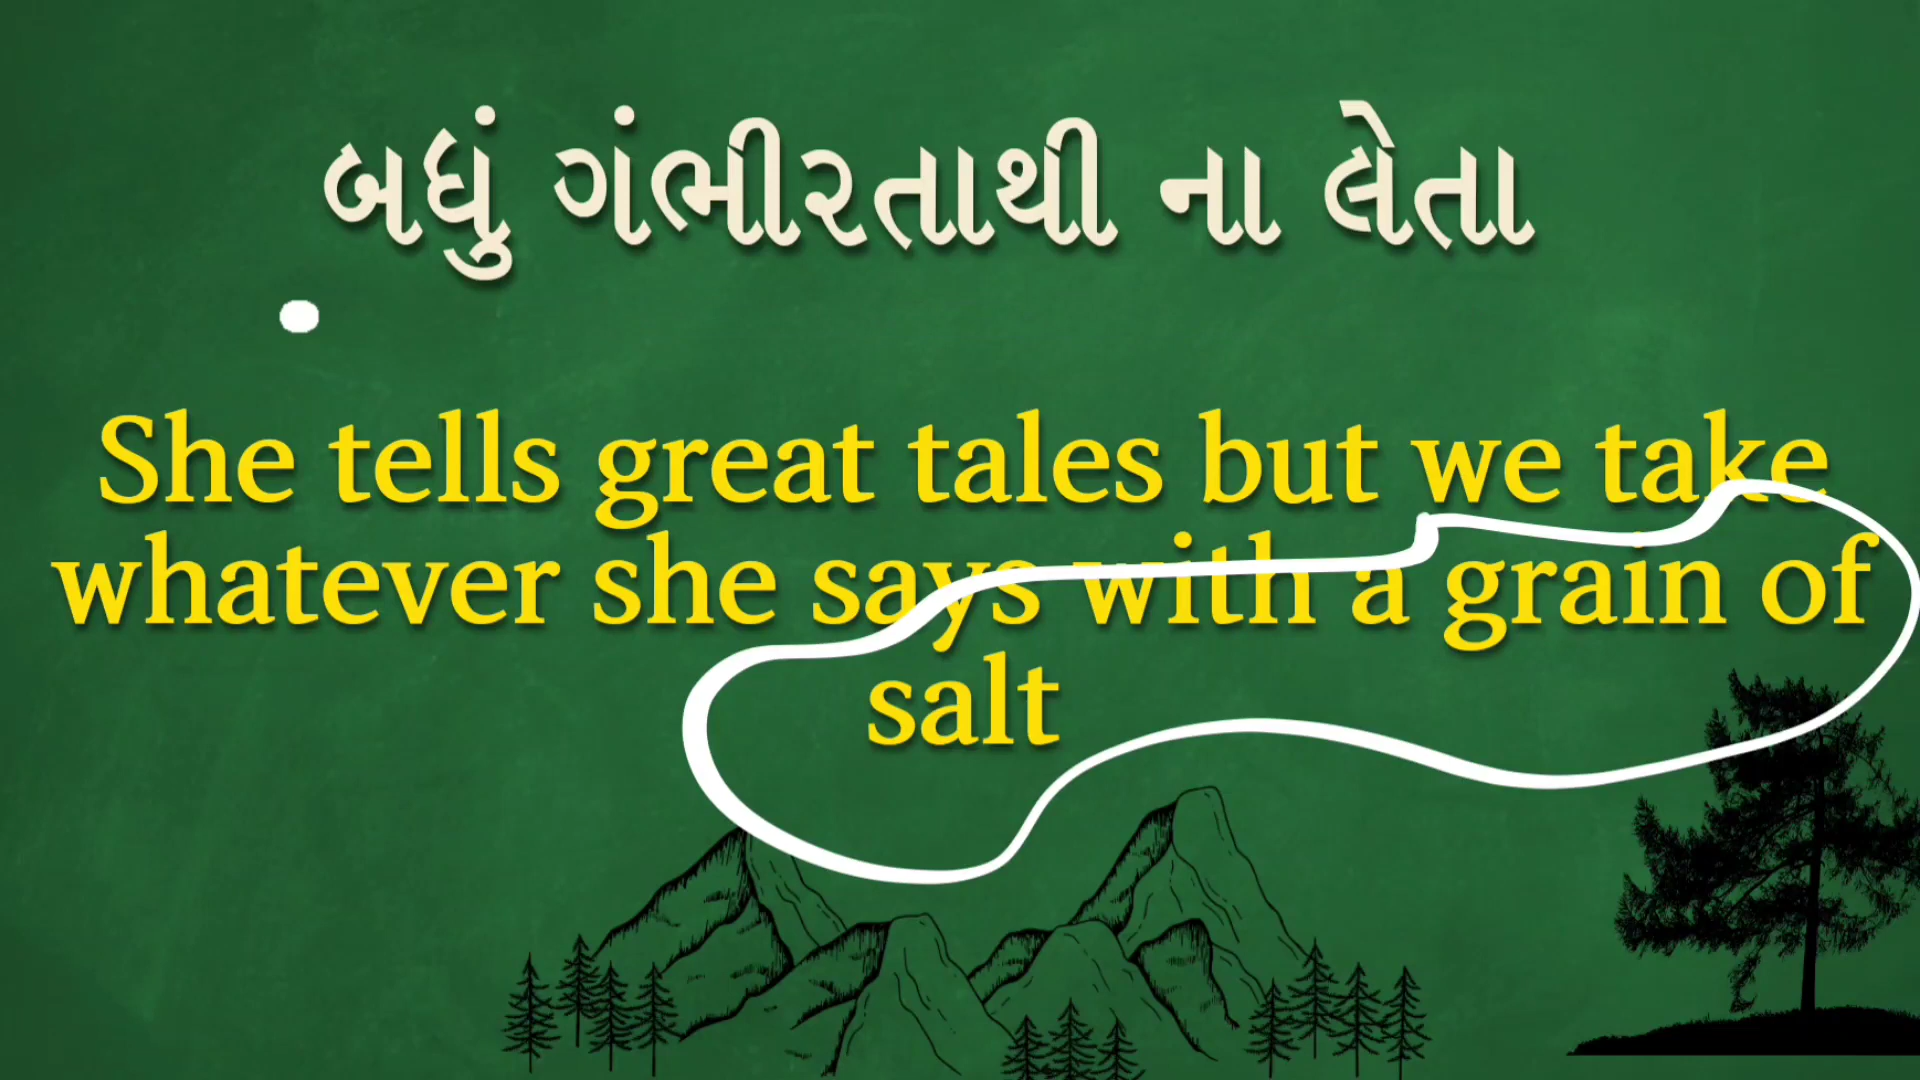 બધું ગંભીરતાથી ના લેતા
She tells great tales but we take
whatever she says with a grain of
salt